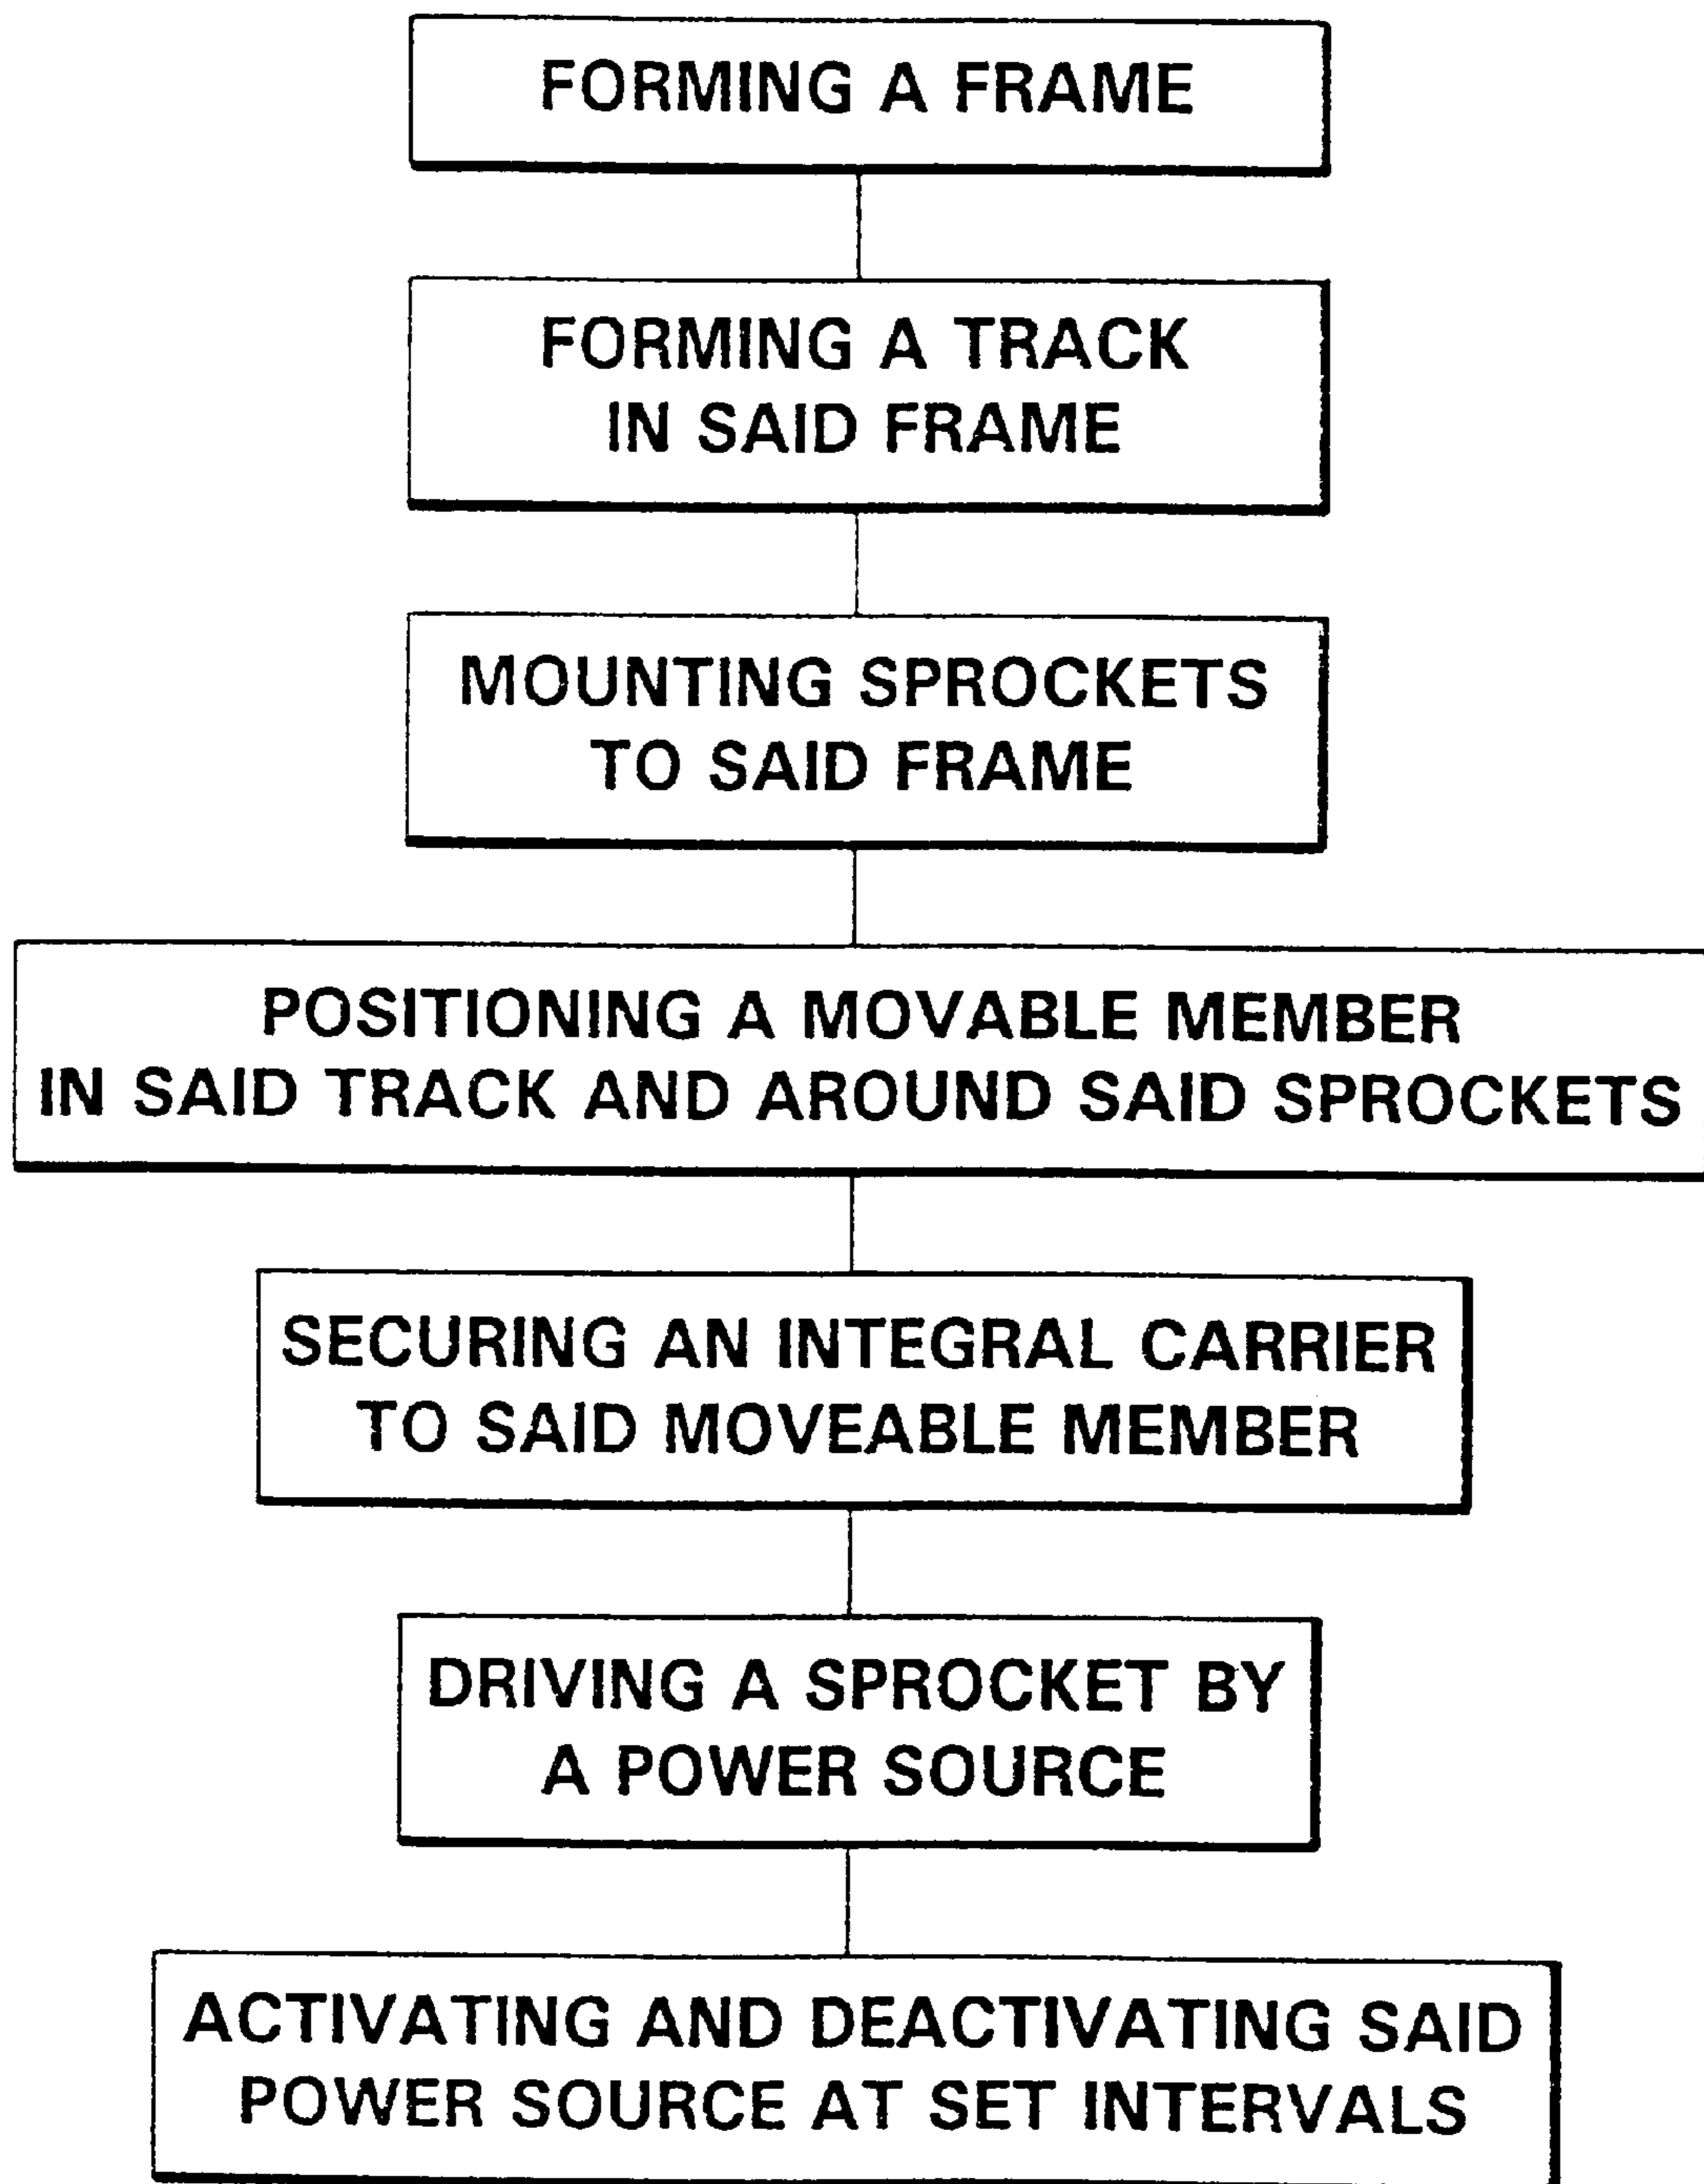 FORMING A FRAME
FORMING A TRACK
IN SAID FRAME
MOUNTING SPROCKETS
TO SAID FRAME
POSITIONING A MOVABLE MEMBER
IN SAID TRACK AND AROUND SAID SPROCKETS
SECURING AN INTEGRAL CARRIER
TO SAID MOVEABLE MEMBER
DRIVING A SPROCKET BY
A POWER SOURCE
ACTIVATING AND DEACTIVATING SAID
POWER SOURCE AT SET INTERVALS